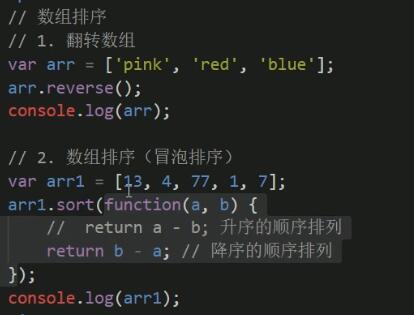 // 数组排序
// 1. 翻转数组
var arr = ['pink', 'red', 'blue'];
arr.reverse();
console.log(arr);
// 2. 数组排序（冒泡排序）
var arr1 = [13, 4, 77, 1, 7];
arr1.sort(function(a, b) {
//  return a - b; 升序的顺序排列
return b - a; // 降序的顺序排列
});
console.log(arr1);